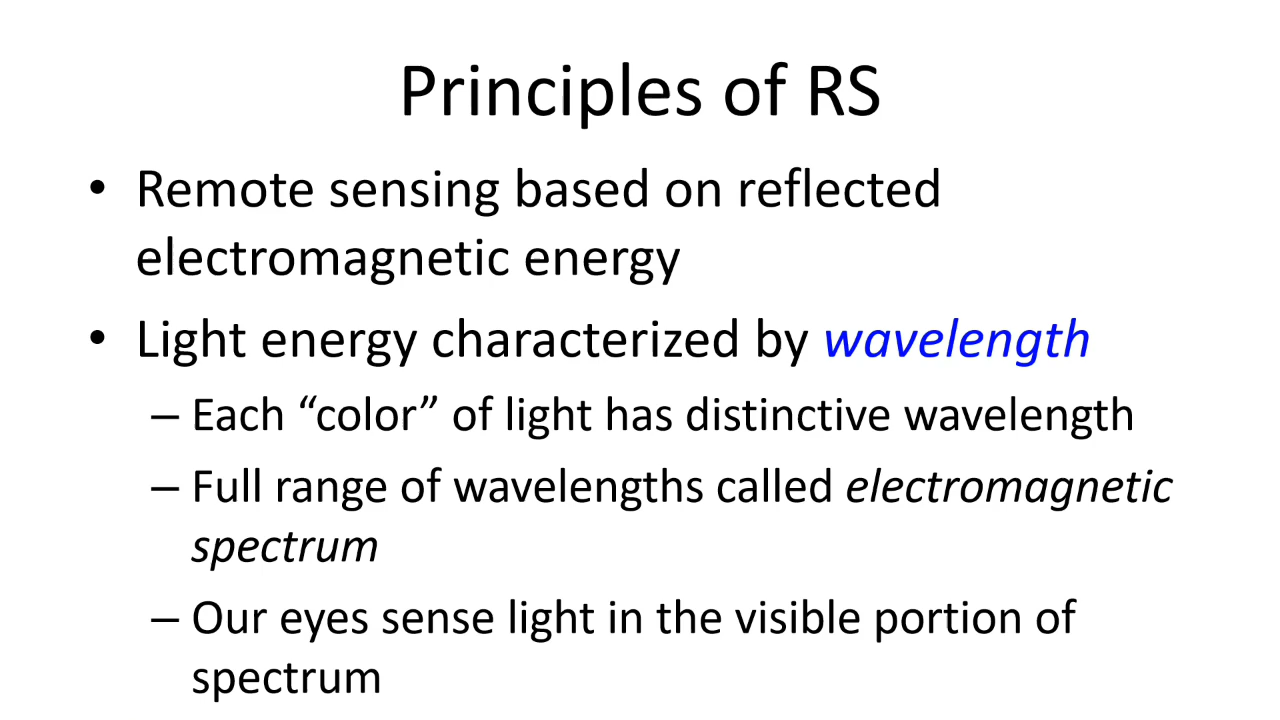 Principles of RS
• Remote sensing based on reflected
electromagnetic energy
• Light energy characterized by wavelength
– Each “color” of light has distinctive wavelength
– Full range of wavelengths called electromagnetic
spectrum
– Our eyes sense light in the visible portion of
spectrum